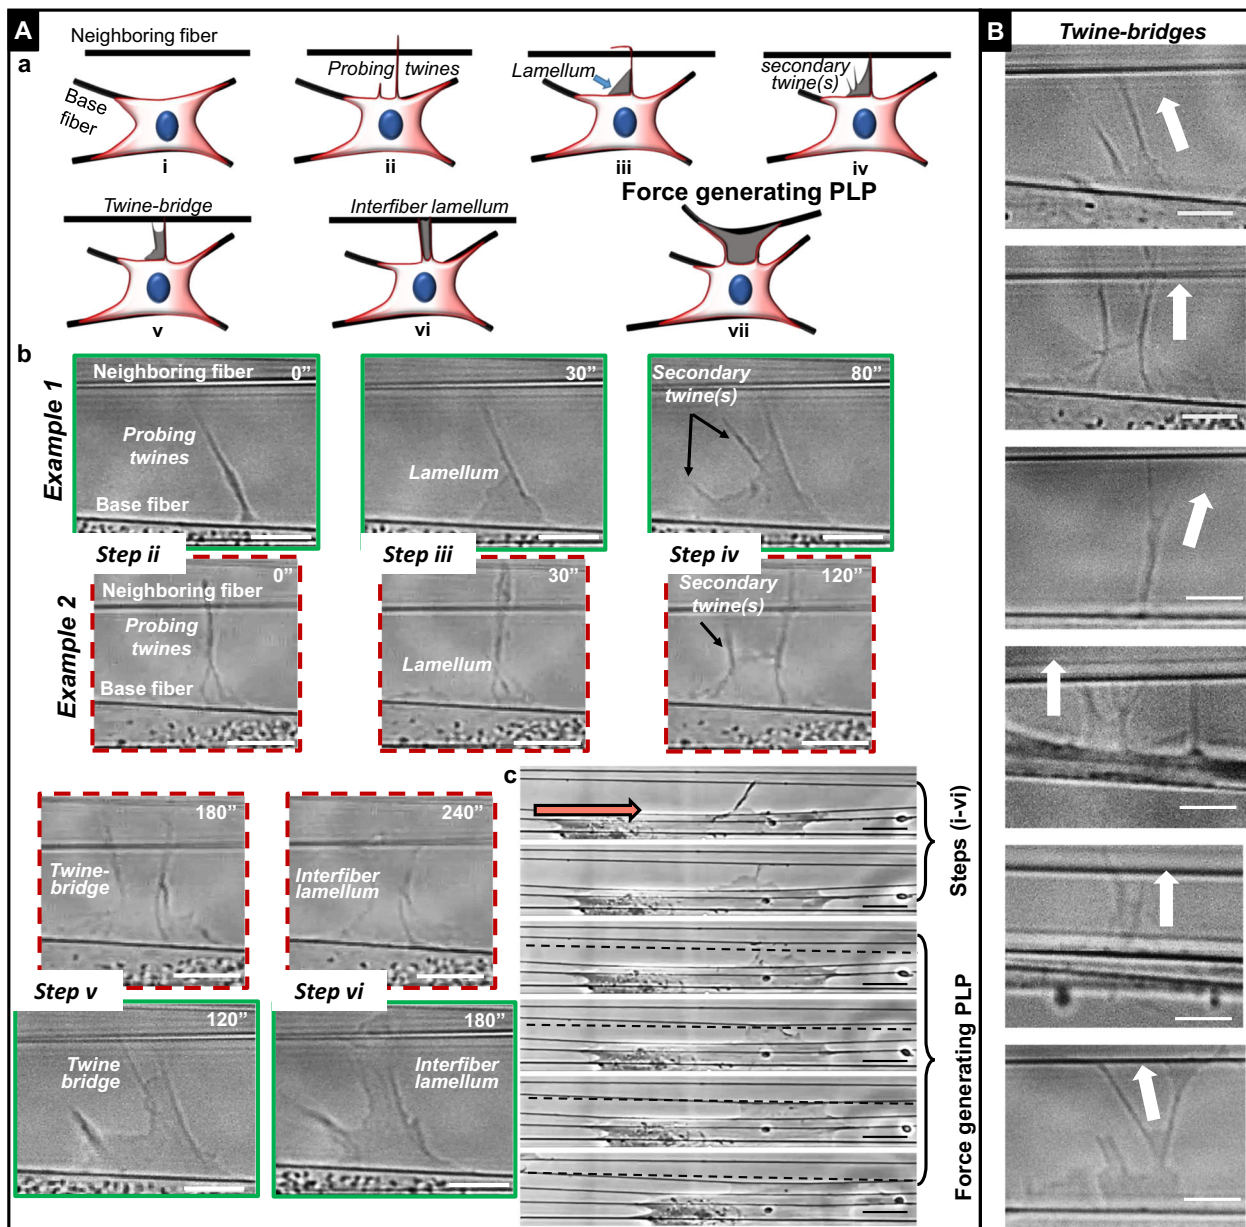 A
a
Neighboring fiber
Base
fiber
i
Probing twines
ii
Lamellum
iii
secondary
twine(s)
iv
Force generating PLP
Twine-bridge
v
Interfiber lamellum
vi
vii
b
Example 1
Neighboring fiber
0"
Probing
twines
Base fiber
30"
Lamellum
Secondary
twine(s)
80"
Step ii
Step iii
Step iv
Example 2
0"
Neighboring fiber
Probing
twines
Base fiber
30"
Lamellum
120"
Secondary
twine(s)
180"
Twine-
bridge
240"
Interfiber
lamellum
Step v
Step vi
120"
Twine
bridge
180"
Interfiber
lamellum
c
Steps (i-vi)
Force generating PLP
B
Twine-bridges